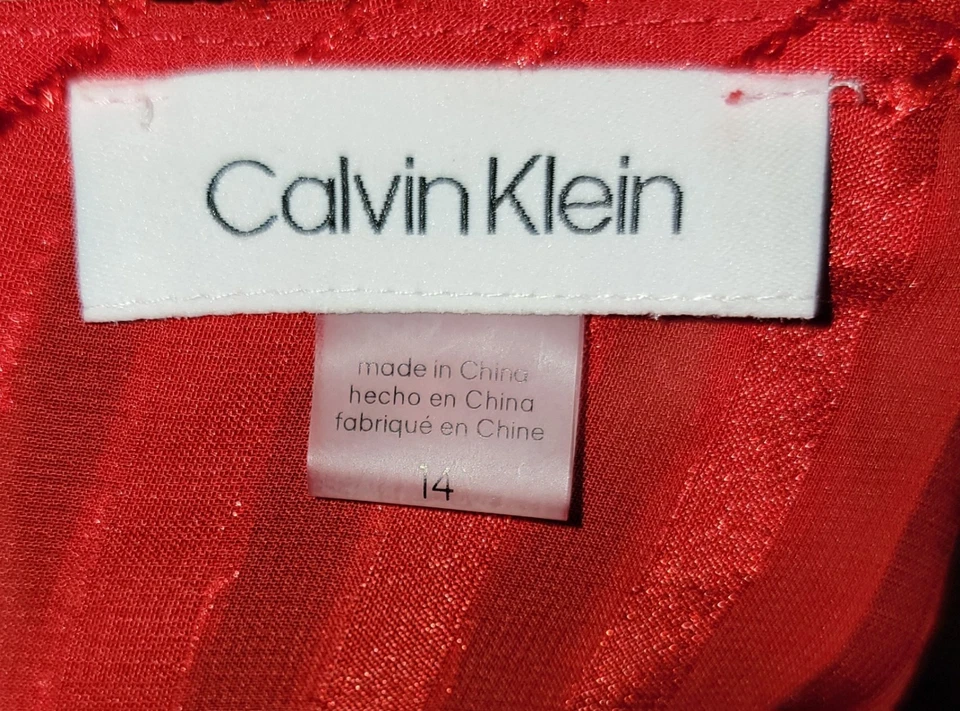 Calvin Klein
made in China
hecho en China
fabriqué en Chine
14